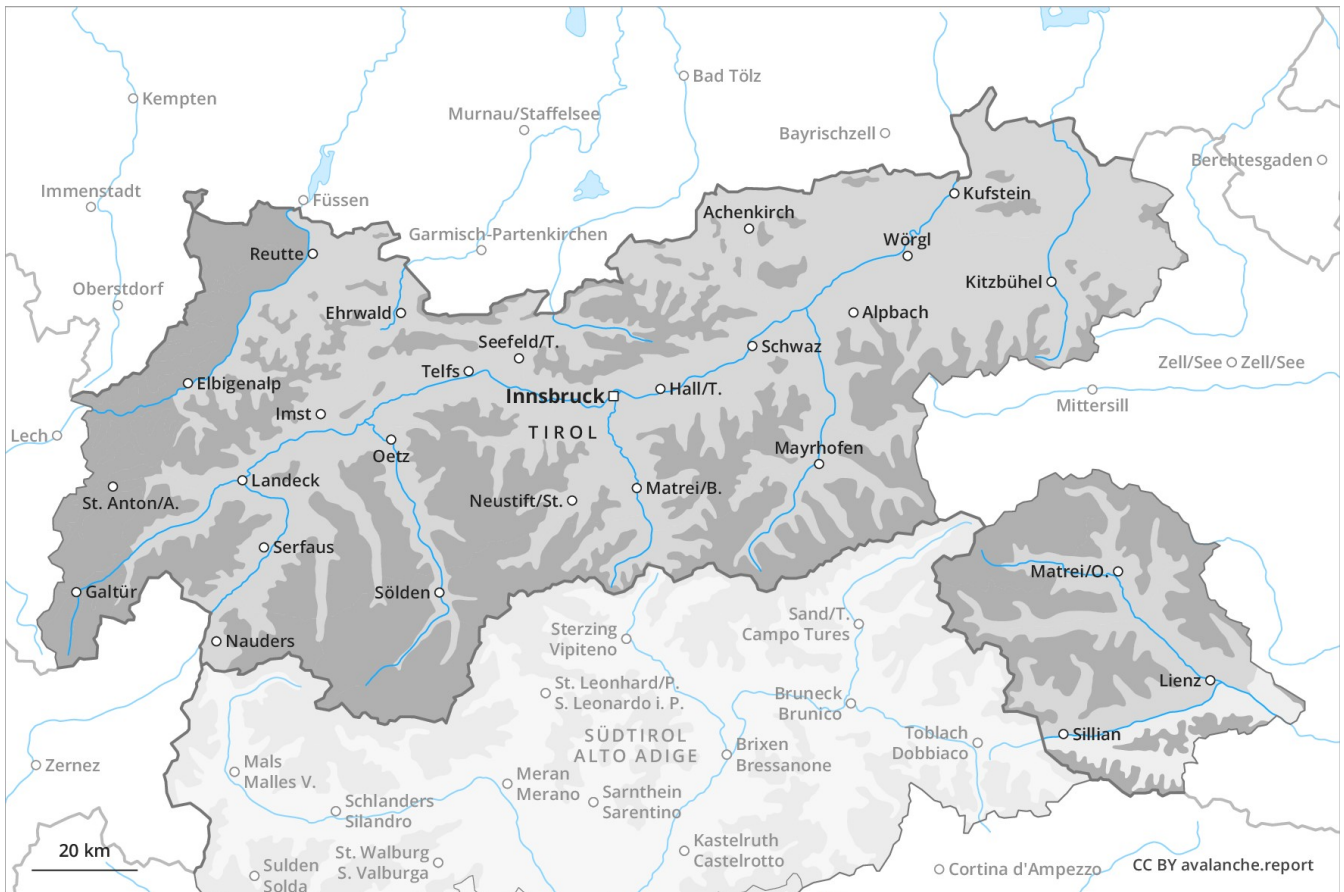 Kempten
Bad Tölz
Murnau/Staffelsee
Bayrischzell
Berchtesgaden
Immenstadt
Füssen
Kufstein
Achenkirch
Garmisch-Partenkirchen
Wörgl
Reutte
Oberstdorf
Kitzbühel
Ehrwald
Alpbach
Seefeld/T.
Schwaz
Telfs
Zell/See
Zell/See
Elbigenalp
Innsbruck
Hall/T.
Mittersill
Imst
TIROL
Lech
Oetz
Mayrhofen
Landeck
Matrei/B.
St. Anton/A.
Neustift/St.
Serfaus
Matrei/O.
Galtür
Sölden
Sand/T.
Campo Tures
Nauders
Sterzing
Vipiteno
Lienz
St. Leonhard/P.
S. Leonardo i. P.
Bruneck
Brunico
SÜDTIROL
ALTO ADIGE
Toblach
Dobbiaco
Sillian
Brixen
Bressanone
Zernez
Mals
Malles V.
Meran
Merano
Sarnthein
Sarentino
Schlanders
Silandro
Kastelruth
Castelrotto
20 km
St. Walburg
S. Valburga
Sulden
Solda
Cortina d'Ampezzo
CC BY avalanche.report